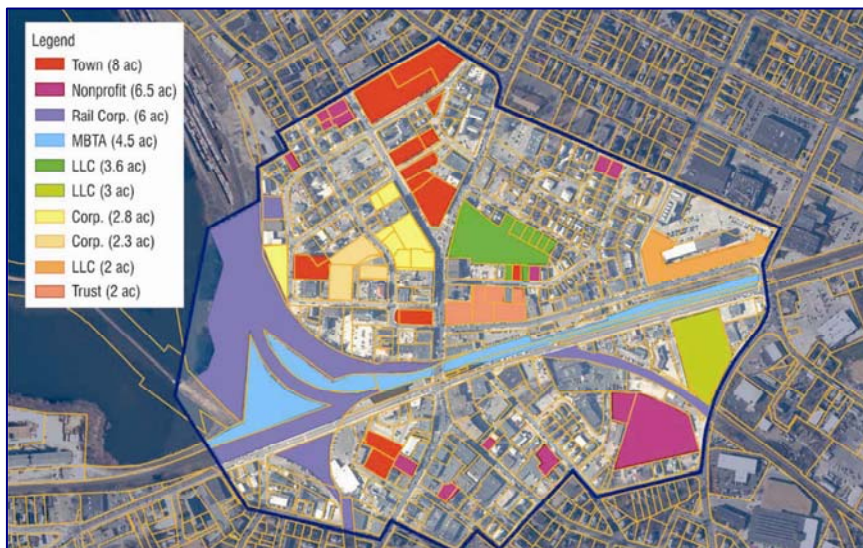 Legend
Town (8 ac)
Nonprofit (6.5 ac)
Rail Corp. (6 ac)
MBTA (4.5 ac)
LLC (3.6 ac)
LLC (3 ac)
Corp. (2.8 ac)
Corp. (2.3 ac)
LLC (2 ac)
Trust (2 ac)